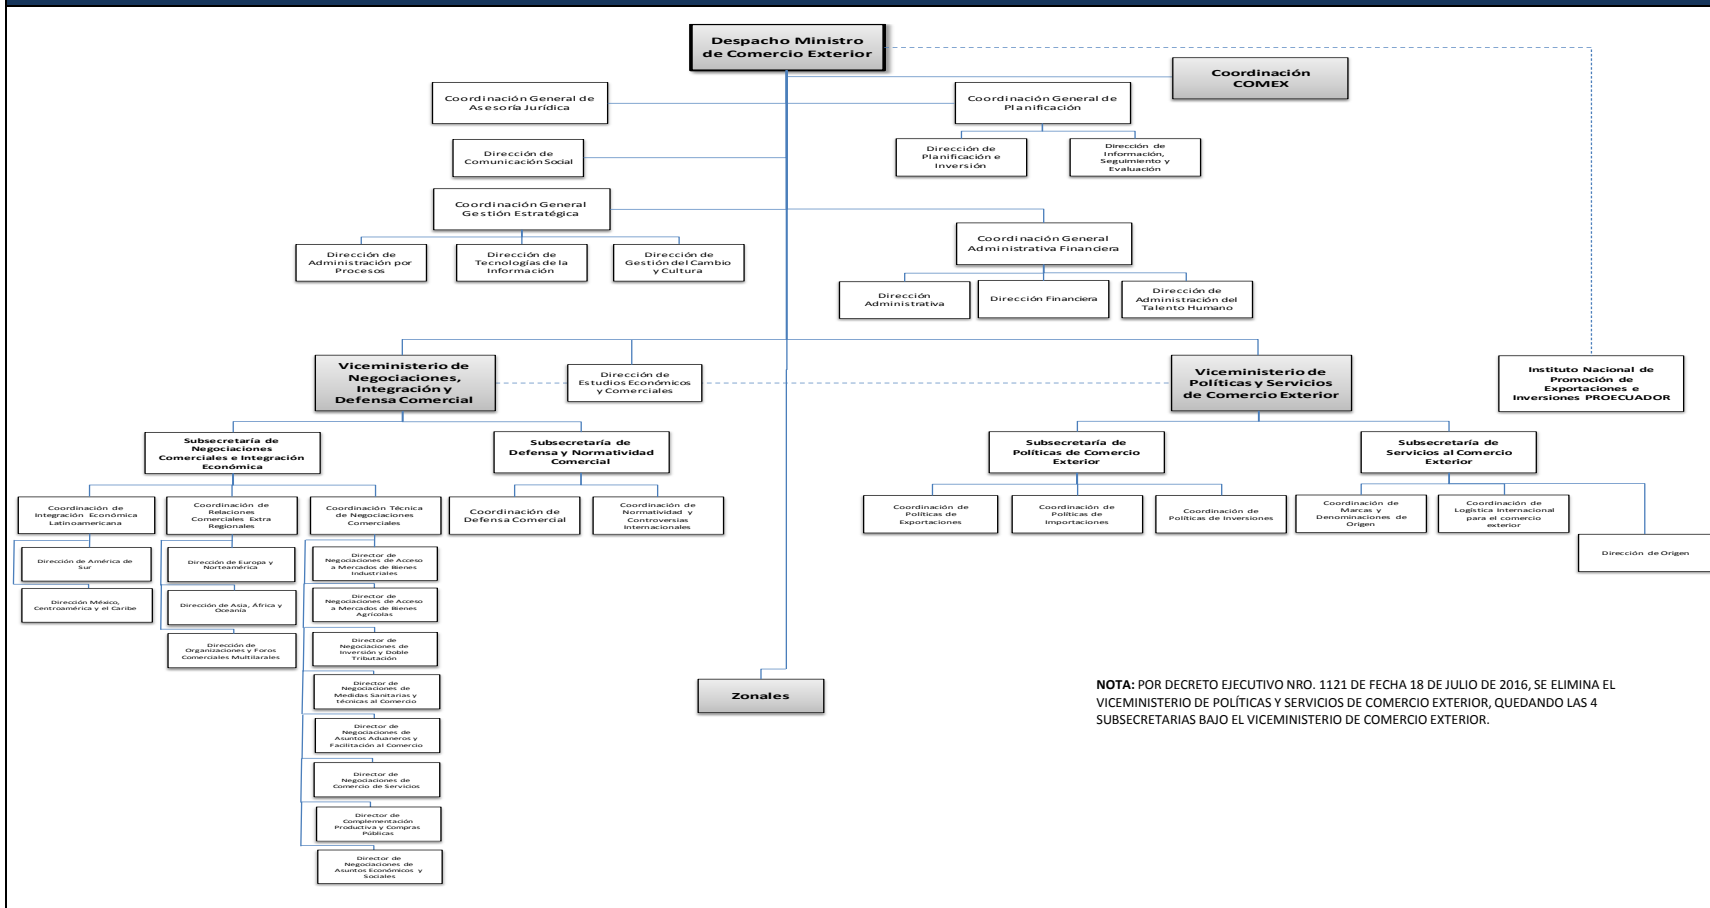 Despacho Ministro
de Comercio Exterior
Coordinación
COMEX
Coordinación General de
Asesoría Jurídica
Coordinación General de
Planificación
Dirección de
Comunicación Social
Dirección de
Planificación e
Inversión
Dirección de
Información,
Seguimiento y
Evaluación
Coordinación General
Gestión Estratégica
Coordinación General
Administrativa Financiera
Dirección de
Administración por
Procesos
Dirección de
Tecnologías de la
Información
Dirección de
Gestión del Cambio
y Cultura
Dirección
Administrativa
Dirección Financiera
Dirección de
Administración del
Talento Humano
Viceministerio de
Negociaciones,
Integración y
Defensa Comercial
Dirección de
Estudios Económicos
y Comerciales
Viceministerio de
Políticas y Servicios
de Comercio Exterior
Instituto Nacional de
Promoción de
Exportaciones e
Inversiones PROECUADOR
Subsecretaría de
Negociaciones
Comerciales e Integración
Económica
Subsecretaría de
Defensa y Normatividad
Comercial
Subsecretaría de
Políticas de Comercio
Exterior
Subsecretaría de
Servicios al Comercio
Exterior
Coordinación de
Integración Económica
Latinoamericana
Coordinación de
Relaciones
Comerciales Extra
Regionales
Coordinación Técnica
de Negociaciones
Comerciales
Coordinación de
Defensa Comercial
Coordinación de
Normatividad y
Controversias
Internacionales
Coordinación de
Políticas de
Exportaciones
Coordinación de
Políticas de
Importaciones
Coordinación de
Políticas de Inversiones
Coordinación de
Marcas y
Denominaciones de
Origen
Coordinación de
Logística Internacional
para el comercio
exterior
Dirección de Origen
Dirección de América de
Sur
Dirección México,
Centroamérica y el Caribe
Dirección de Europa y
Norteamérica
Dirección de Asia, África y
Oceanía
Dirección de
Organizaciones y Foros
Comerciales Multilarales
Director de
Negociaciones de Acceso
a Mercados de Bienes
Industriales
Director de
Negociaciones de Acceso
a Mercados de Bienes
Agrícolas
Director de
Negociaciones de
Inversión y Doble
Tributación
Director de
Negociaciones de
Medidas Sanitarias y
técnicas al Comercio
Director de
Negociaciones de
Asuntos Aduaneros y
Facilitación al Comercio
Director de
Negociaciones de
Comercio de Servicios
Director de
Complementación
Productiva y Compras
Públicas
Director de
Negociaciones de
Asuntos Económicos y
Sociales
Zonales
NOTA: POR DECRETO EJECUTIVO NRO. 1121 DE FECHA 18 DE JULIO DE 2016, SE ELIMINA EL
VICEMINISTERIO DE POLÍTICAS Y SERVICIOS DE COMERCIO EXTERIOR, QUEDANDO LAS 4
SUBSECRETARIAS BAJO EL VICEMINISTERIO DE COMERCIO EXTERIOR.